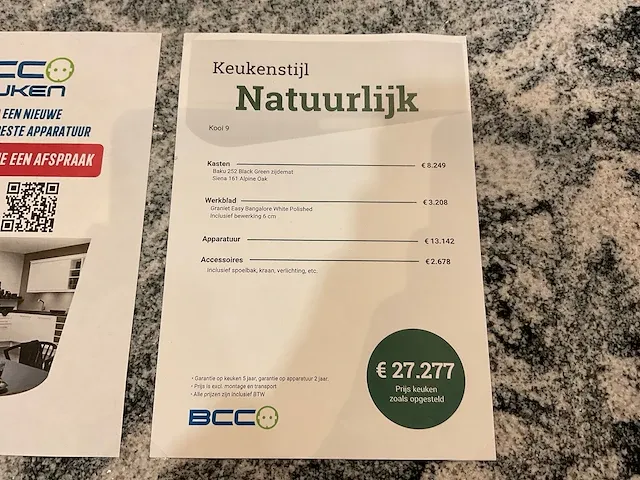 CCO
UKEN
EEN NIEUWE
ESTE APPARATUUR
E EEN AFSPRAAK
Keukenstijl
Natuurlijk
Kooi 9
Kasten € 8.249
Baku 252 Black Green zijdemat
Siena 161 Alpine Oak
Werkblad € 3.208
Graniet Easy Bangalore White Polished
Inclusief bewerking 6 cm
Apparatuur € 13.142
Accessoires € 2.678
Inclusief spoelbak, kraan, verlichting, etc.
€ 27.277
Prijs keuken
zoals opgesteld
• Garantie op keuken 5 jaar, garantie op apparatuur 2 jaar.
• Prijs is excl. montage en transport
• Alle prijzen zijn inclusief BTW
BCCO